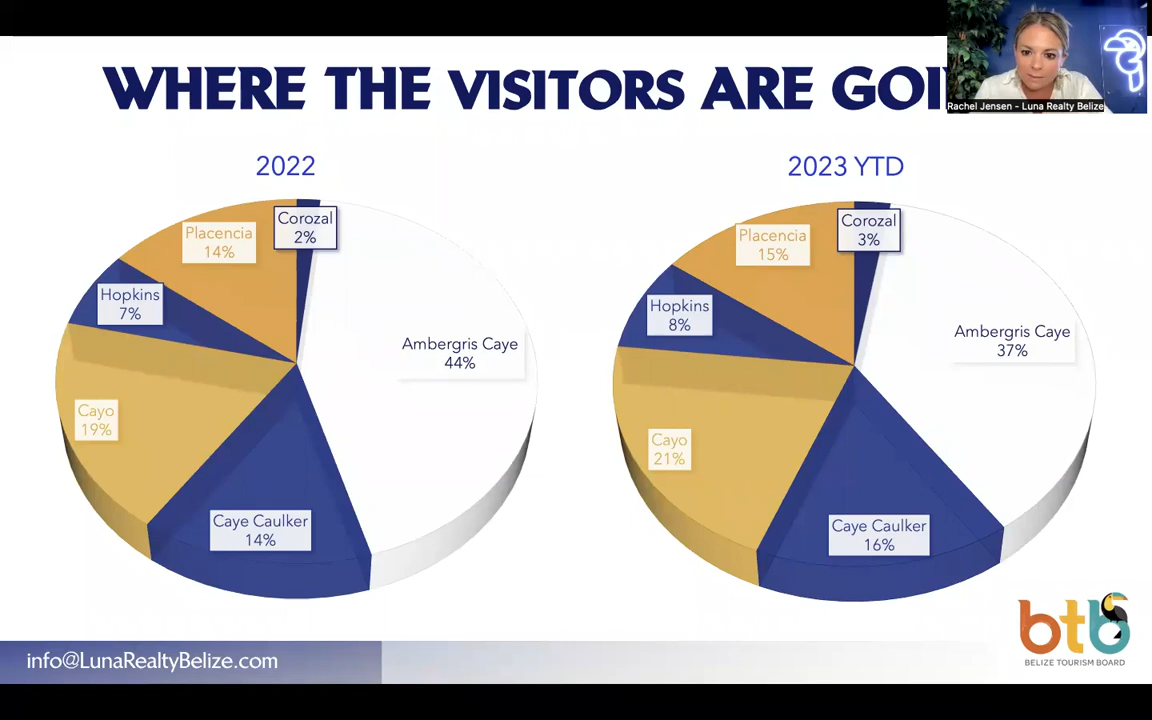 WHERE THE VISITORS ARE
Rachel Jensen - Luna Realty Belize
2022
2023 YTD
Corozal
2%
Placencia
14%
Hopkins
7%
Ambergris Caye
44%
Cayo
19%
Caye Caulker
14%
Corozal
3%
Placencia
15%
Hopkins
8%
Ambergris Caye
37%
Cayo
21%
Caye Caulker
16%
info@LunaRealtyBelize.com
btb
BELIZE TOURISM BOARD